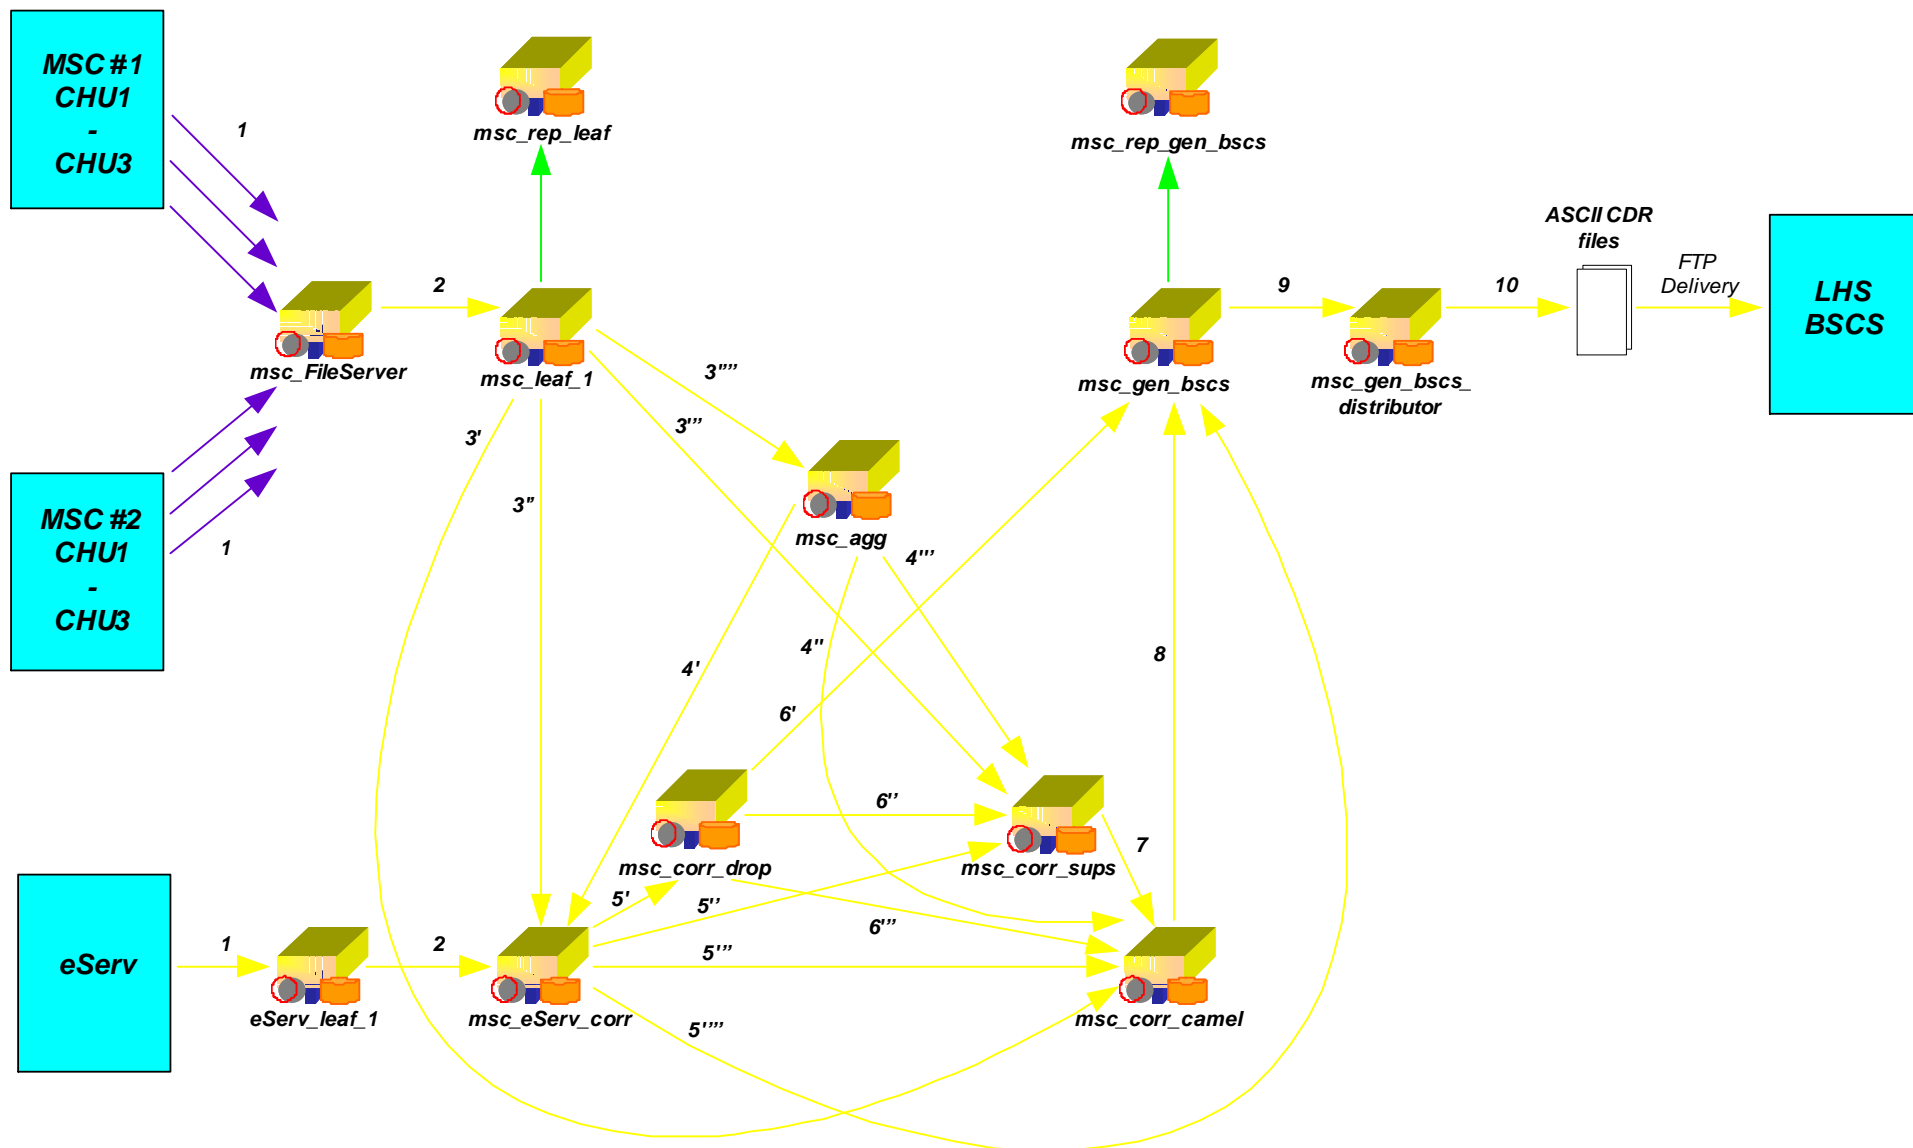 MSC #1
CHU1
-
CHU3
1
msc_rep_leaf
msc_rep_gen_bscs
ASCII CDR
files
FTP
Delivery
LHS
BSCS
2
9
10
msc_FileServer
msc_leaf_1
msc_gen_bscs
msc_gen_bscs_
distributor
3''''
3'''
3'
3''
MSC #2
CHU1
-
CHU3
1
msc_agg
4'''
4''
4'
8
6'
6''
7
msc_corr_drop
msc_corr_sups
5'
5''
6'''
5'''
5''''
eServ
1
2
eServ_leaf_1
msc_eServ_corr
msc_corr_camel